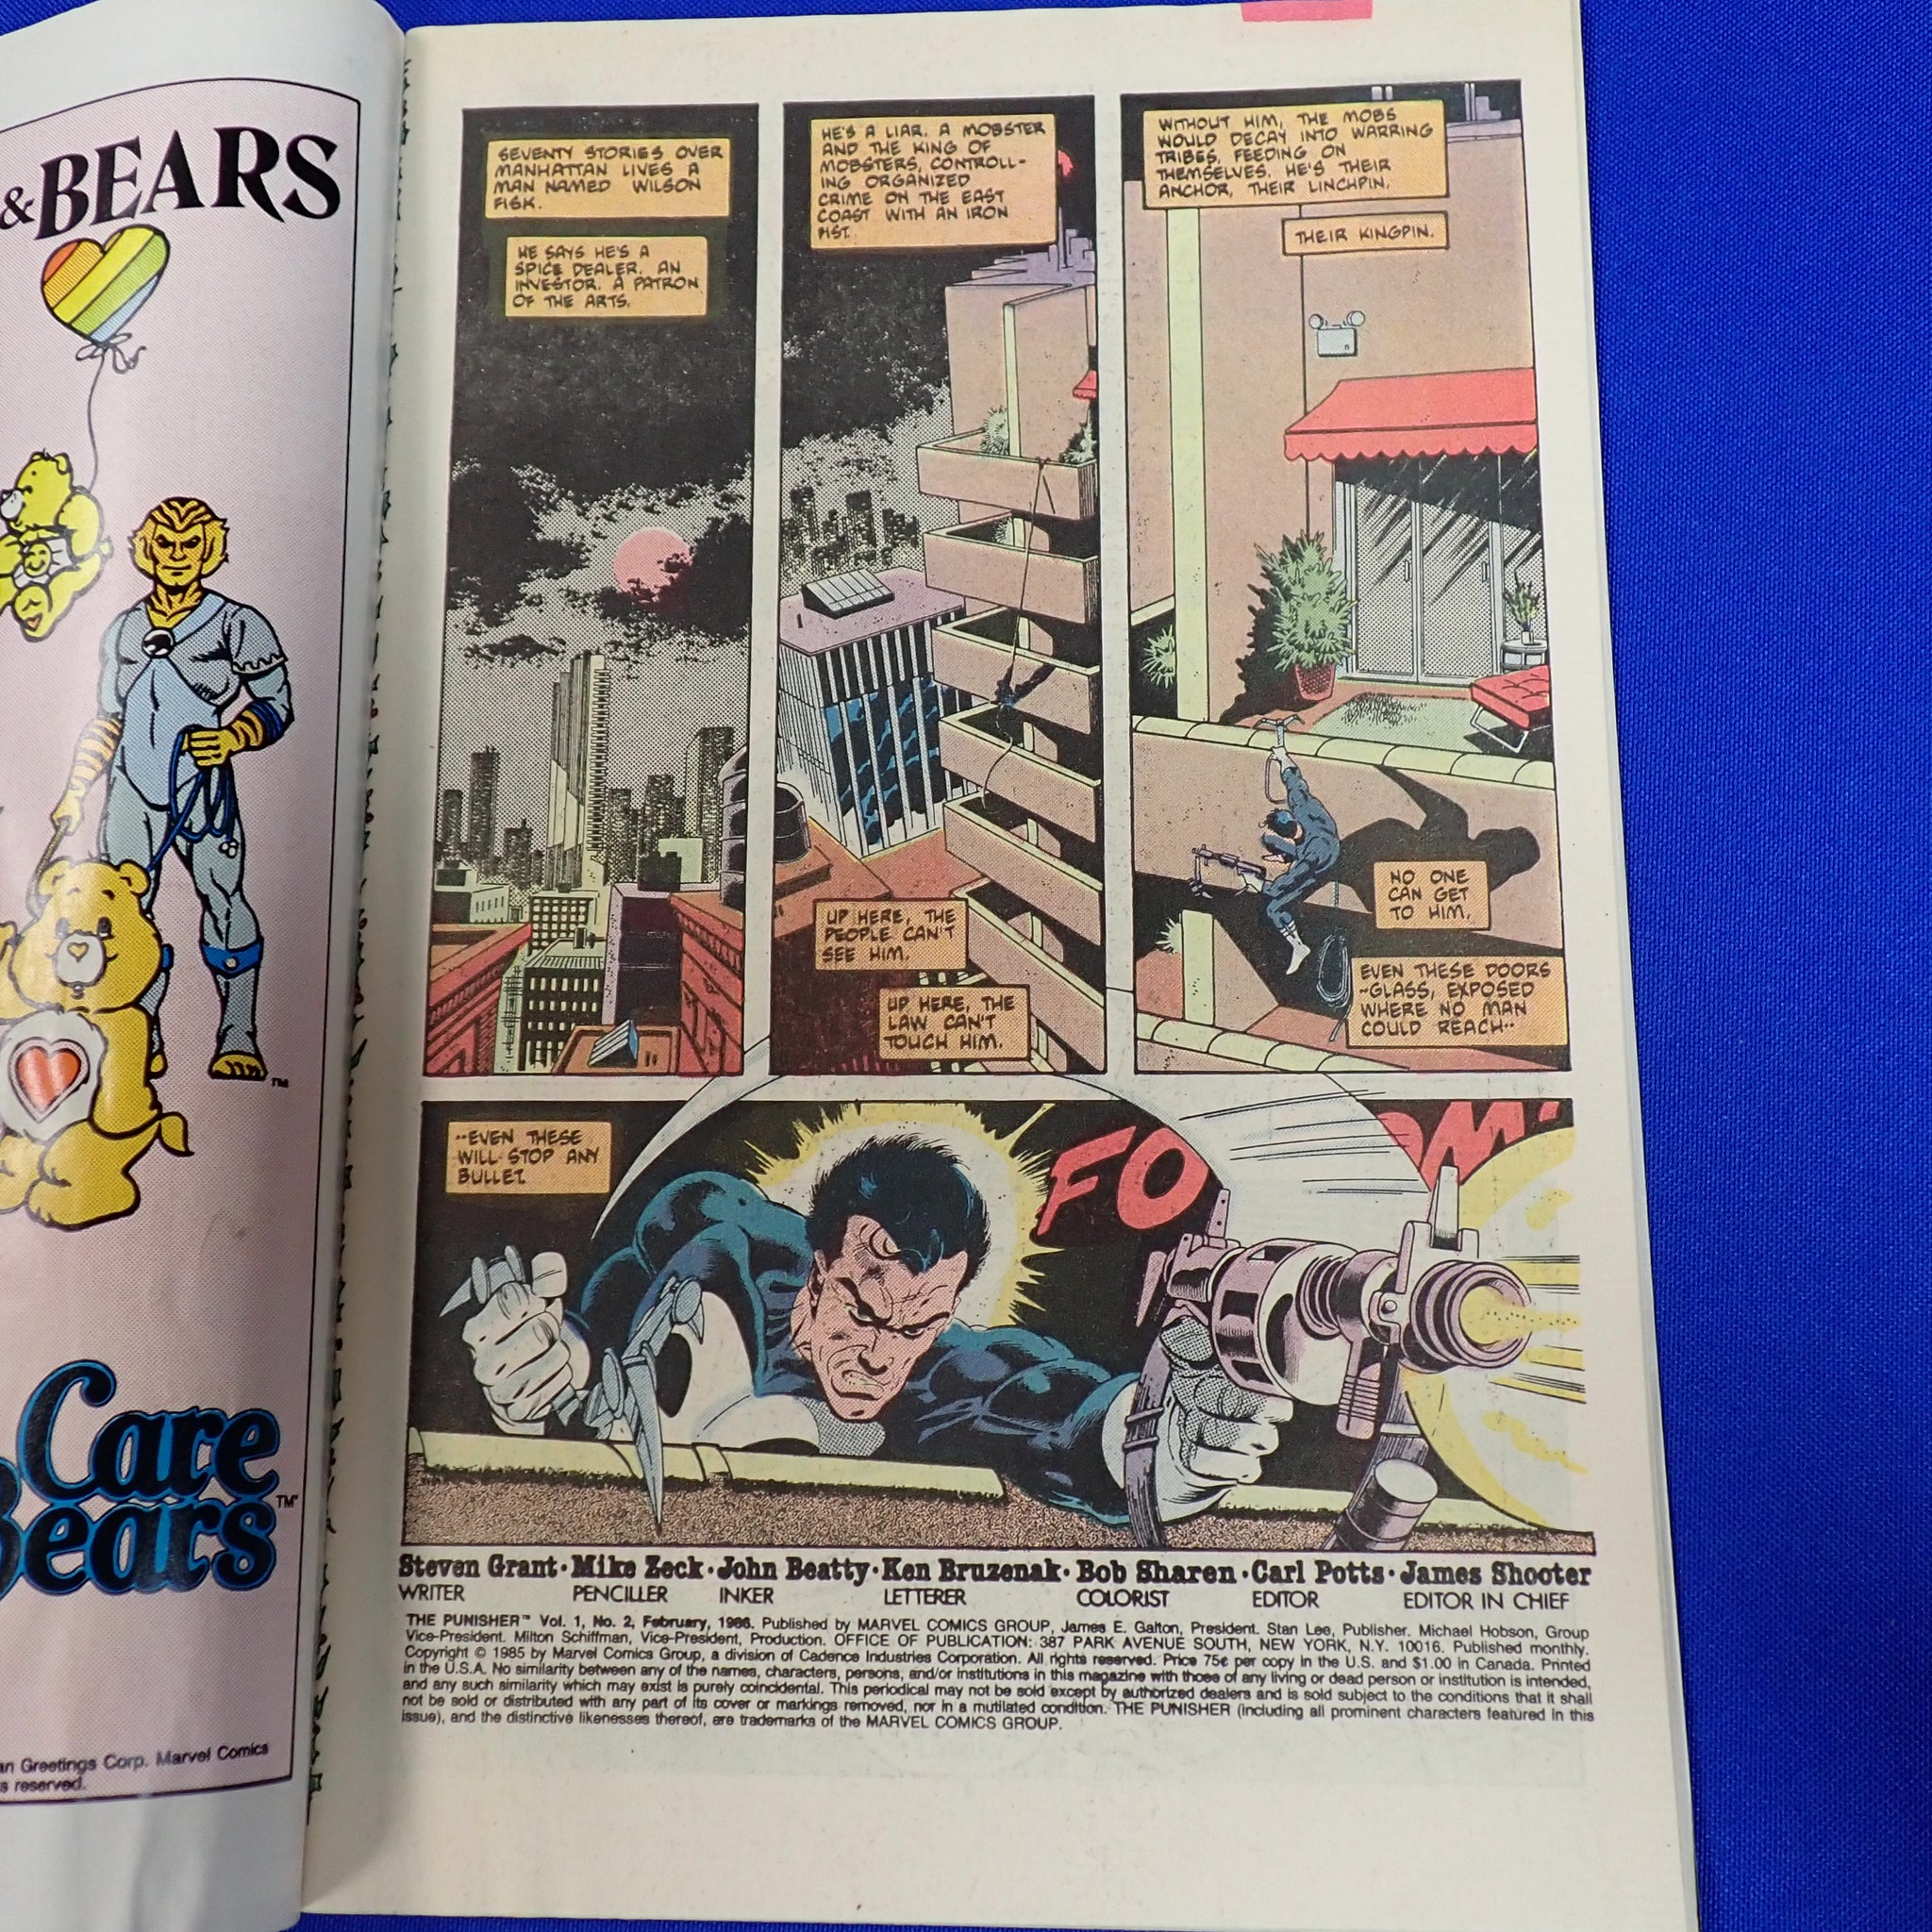 &BEARS
TM
Care
Bears™
an Greetings Corp. Marvel Comics
s reserved.
SEVENTY STORIES OVER
MANHATTAN LIVES A
MAN NAMED WILSON
FISK.
HE SAYS HE'S A
SPICE DEALER. AN
INVESTOR. A PATRON
OF THE ARTS.
HE'S A LIAR. A MOBSTER
AND THE KING OF
MOBSTERS, CONTROLL-
ING ORGANIZED
CRIME ON THE EAST
COAST WITH AN IRON
FIST.
UP HERE, THE
PEOPLE CAN'T
SEE HIM.
UP HERE, THE
LAW CAN'T
TOUCH HIM.
WITHOUT HIM, THE MOBS
WOULD DECAY INTO WARRING
TRIBES, FEEDING ON
THEMSELVES. HE'S THEIR
ANCHOR, THEIR LINCHPIN.
THEIR KINGPIN.
NO ONE
CAN GET
TO HIM.
EVEN THESE DOORS
--GLASS, EXPOSED
WHERE NO MAN
COULD REACH--
--EVEN THESE
WILL STOP ANY
BULLET.
FO OM!
Steven Grant · Mike Zeck · John Beatty · Ken Bruzenak · Bob Sharen · Carl Potts · James Shooter
WRITER PENCILLER INKER LETTERER COLORIST EDITOR EDITOR IN CHIEF
THE PUNISHER™ Vol. 1, No. 2, February, 1986. Published by MARVEL COMICS GROUP, James E. Galton, President. Stan Lee, Publisher. Michael Hobson, Group
Vice-President. Milton Schiffman, Vice-President, Production. OFFICE OF PUBLICATION: 387 PARK AVENUE SOUTH, NEW YORK, N.Y. 10016. Published monthly.
Copyright © 1985 by Marvel Comics Group, a division of Cadence Industries Corporation. All rights reserved. Price 75¢ per copy in the U.S. and $1.00 in Canada. Printed
in the U.S.A. No similarity between any of the names, characters, persons, and/or institutions in this magazine with those of any living or dead person or institution is intended,
and any such similarity which may exist is purely coincidental. This periodical may not be sold except by authorized dealers and is sold subject to the conditions that it shall
not be sold or distributed with any part of its cover or markings removed, nor in a mutilated condition. THE PUNISHER (including all prominent characters featured in this
issue), and the distinctive likenesses thereof, are trademarks of the MARVEL COMICS GROUP.